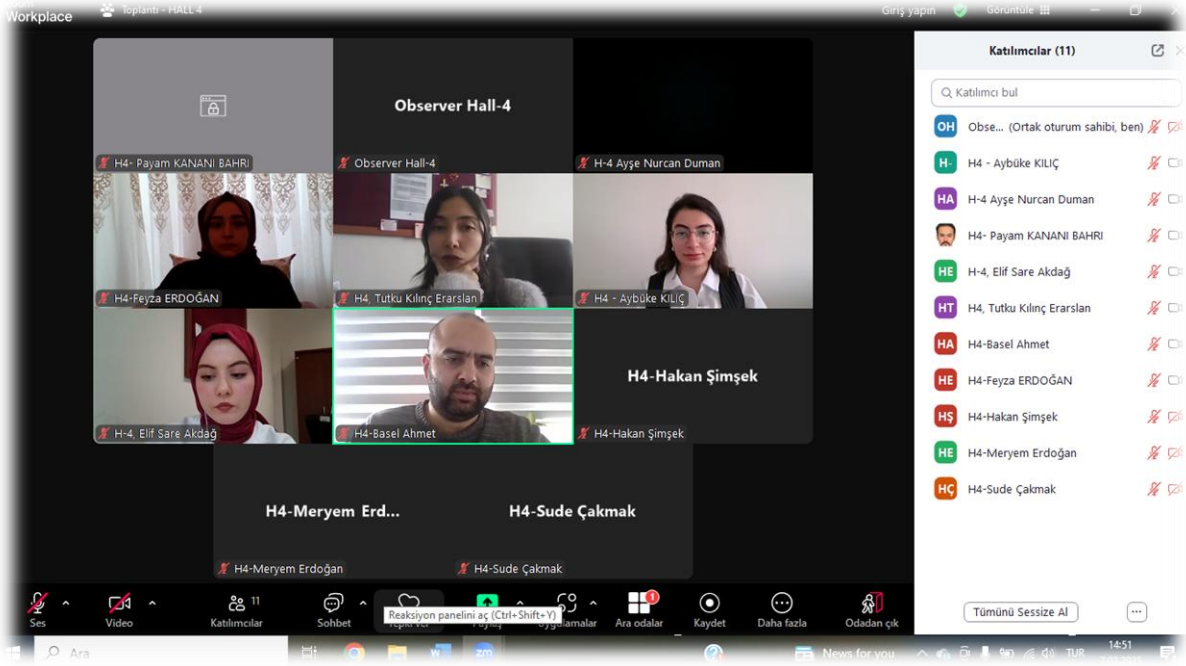 Workplace
Toplantı - HALL 4
Giriş yapın
Görüntüle
Observer Hall-4
H4- Payam KANANI BAHRI
Observer Hall-4
H-4 Ayşe Nurcan Duman
H4-Feyza ERDOĞAN
H4, Tutku Kılınç Erarslan
H4 - Aybüke KILIÇ
H4-Hakan Şimşek
H-4, Elif Sare Akdağ
H4-Basel Ahmet
H4-Hakan Şimşek
H4-Meryem Erd...
H4-Sude Çakmak
H4-Meryem Erdoğan
H4-Sude Çakmak
Katılımcılar (11)
Katılımcı bul
OH Obse... (Ortak oturum sahibi, ben)
H- H4 - Aybüke KILIÇ
HA H-4 Ayşe Nurcan Duman
H4- Payam KANANI BAHRI
HE H-4, Elif Sare Akdağ
HT H4, Tutku Kılınç Erarslan
HA H4-Basel Ahmet
HE H4-Feyza ERDOĞAN
HŞ H4-Hakan Şimşek
HE H4-Meryem Erdoğan
HÇ H4-Sude Çakmak
Tümünü Sessize Al
11
1
Reaksiyon panelini aç (Ctrl+Shift+Y)
Ses
Video
Katılımcılar
Sohbet
Ara odalar
Kaydet
Daha fazla
Odadan çık
Ara
W
zm
News for you
TUR
14:51